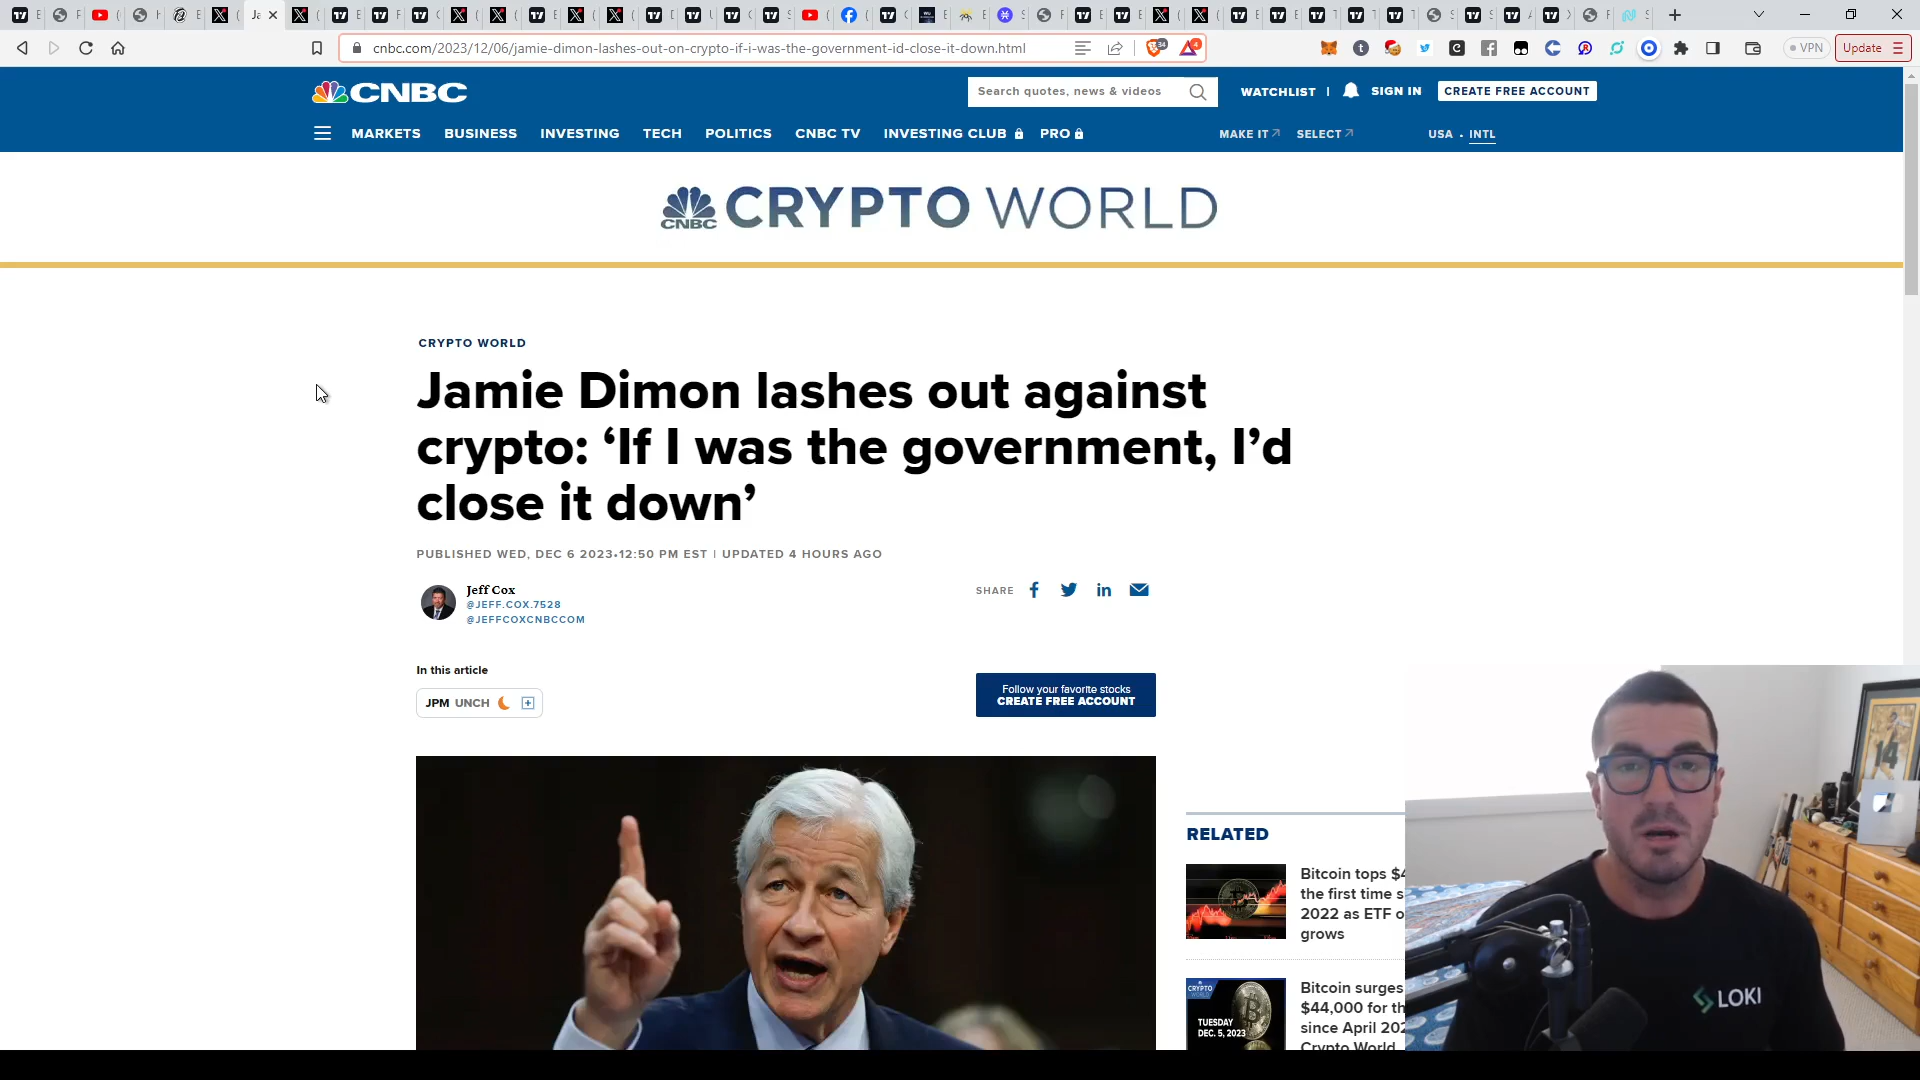 cnbc.com/2023/12/06/jamie-dimon-lashes-out-on-crypto-if-i-was-the-government-id-close-it-down.html
VPN
Update
CNBC
Search quotes, news & videos
WATCHLIST |
SIGN IN
CREATE FREE ACCOUNT
MARKETS
BUSINESS
INVESTING
TECH
POLITICS
CNBC TV
INVESTING CLUB
PRO
MAKE IT
SELECT
USA • INTL
CNBC CRYPTO WORLD
CRYPTO WORLD
Jamie Dimon lashes out against
crypto: ‘If I was the government, I’d
close it down’
PUBLISHED WED, DEC 6 2023•12:50 PM EST | UPDATED 4 HOURS AGO
Jeff Cox
@JEFF.COX.7528
@JEFFCOXCNBCCOM
SHARE
In this article
JPM UNCH
Follow your favorite stocks
CREATE FREE ACCOUNT
RELATED
Bitcoin tops $4
the first time s
2022 as ETF o
grows
CRYPTO
WORLD
TUESDAY
DEC. 5, 2023
Bitcoin surges
$44,000 for th
since April 202
Crypto World
14
LOKI